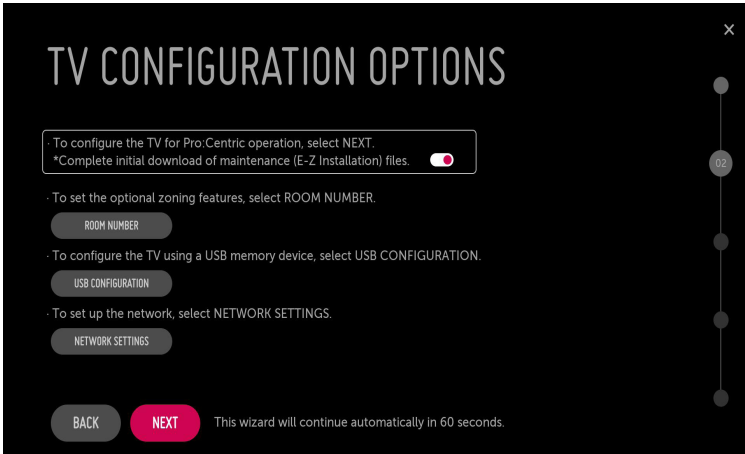 ×
TV CONFIGURATION OPTIONS
· To configure the TV for Pro:Centric operation, select NEXT.
*Complete initial download of maintenance (E-Z Installation) files.
02
· To set the optional zoning features, select ROOM NUMBER.
ROOM NUMBER
· To configure the TV using a USB memory device, select USB CONFIGURATION.
USB CONFIGURATION
· To set up the network, select NETWORK SETTINGS.
NETWORK SETTINGS
BACK NEXT This wizard will continue automatically in 60 seconds.